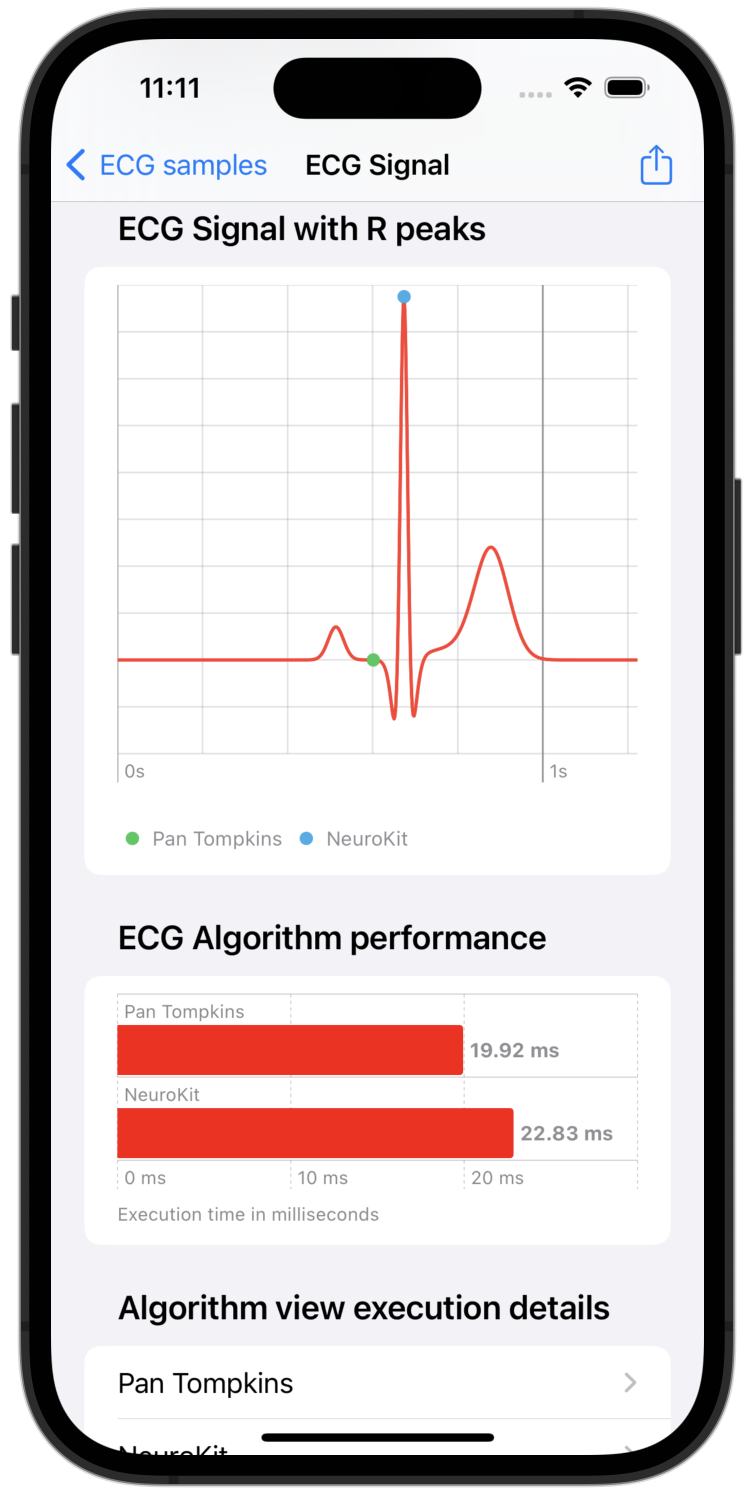 11:11
ECG samples ECG Signal
ECG Signal with R peaks
0s 1s
Pan Tompkins NeuroKit
ECG Algorithm performance
Pan Tompkins
19.92 ms
NeuroKit
22.83 ms
0 ms 10 ms 20 ms
Execution time in milliseconds
Algorithm view execution details
Pan Tompkins
NeuroKit